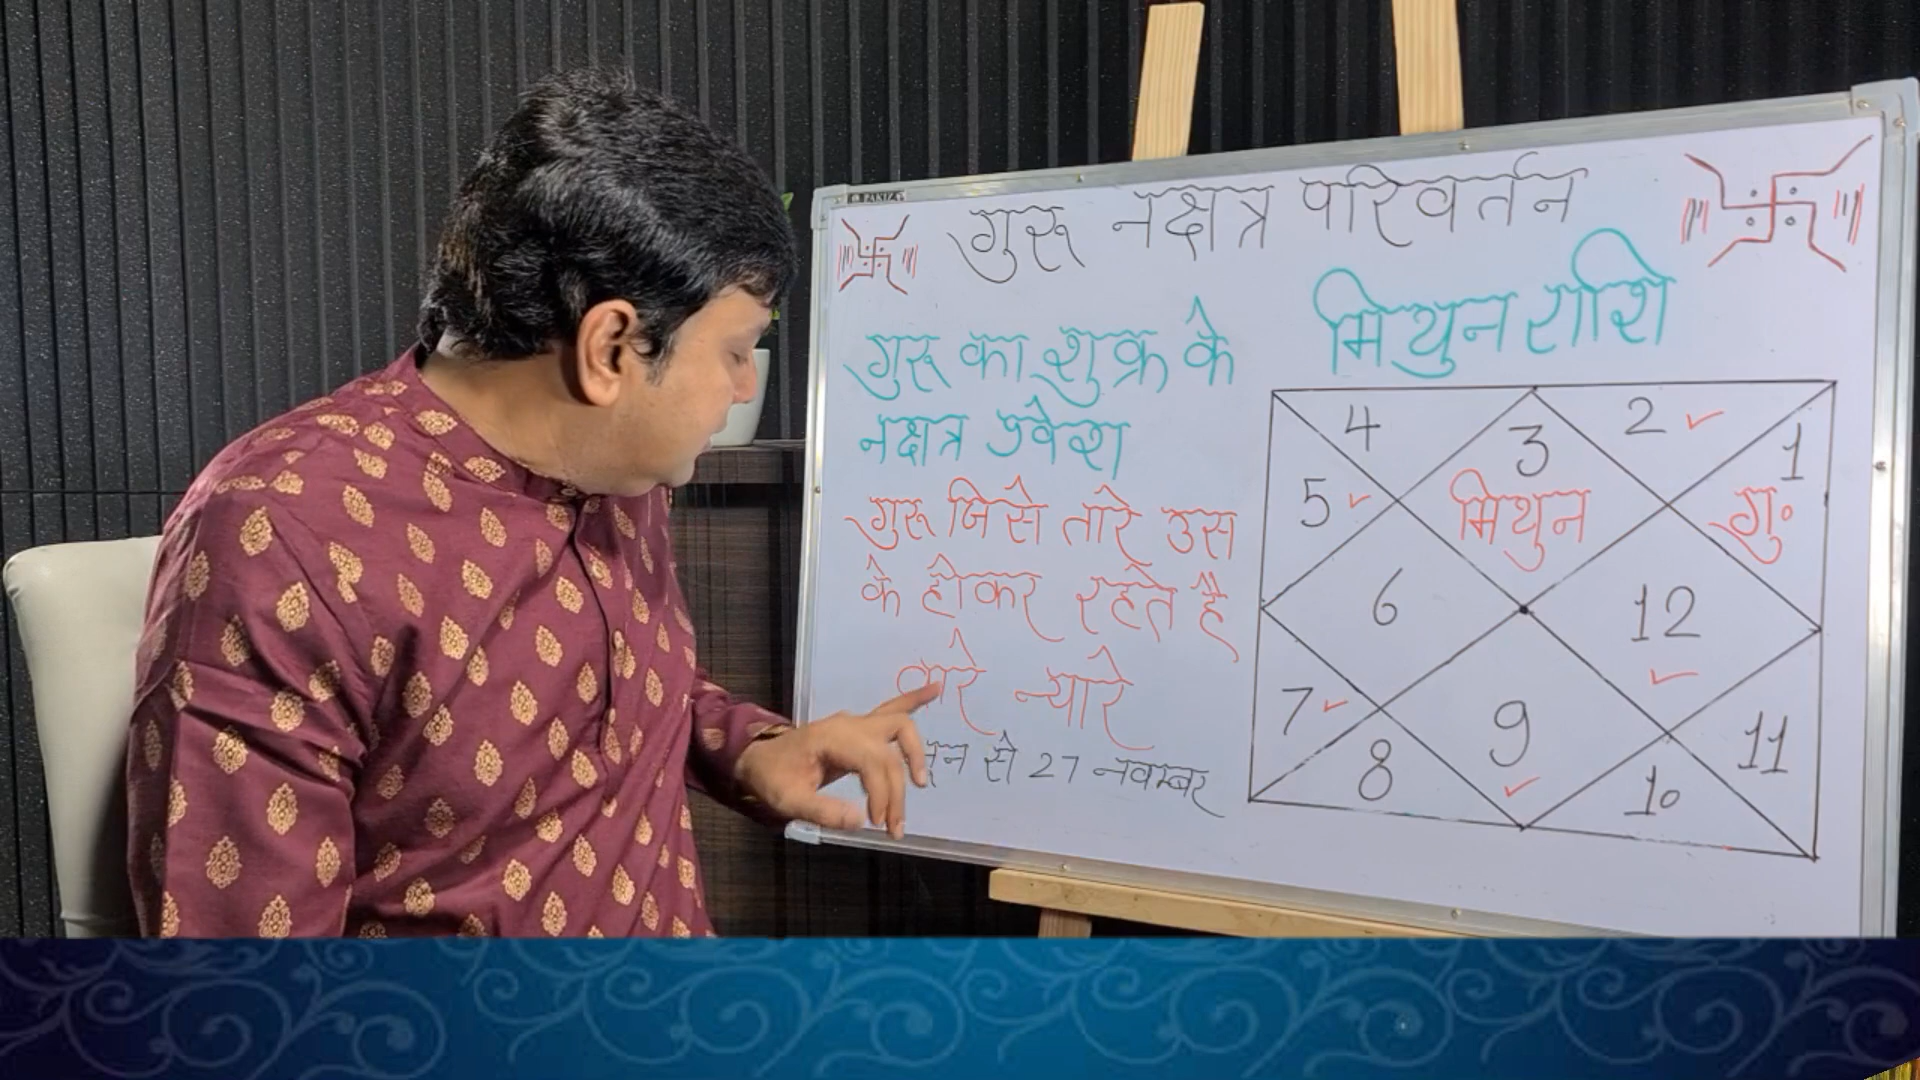 गुरू नक्षत्र परिवर्तन
गुरू का शुक्र के
नक्षत्र प्रवेश
मिथुन राशि
गुरू जिसे तारे उस
के होकर रहते है
वारे न्यारे
जून से 27 नवम्बर
4
3
2
1
5
मिथुन
गु॰
6
12
7
8
9
10
11